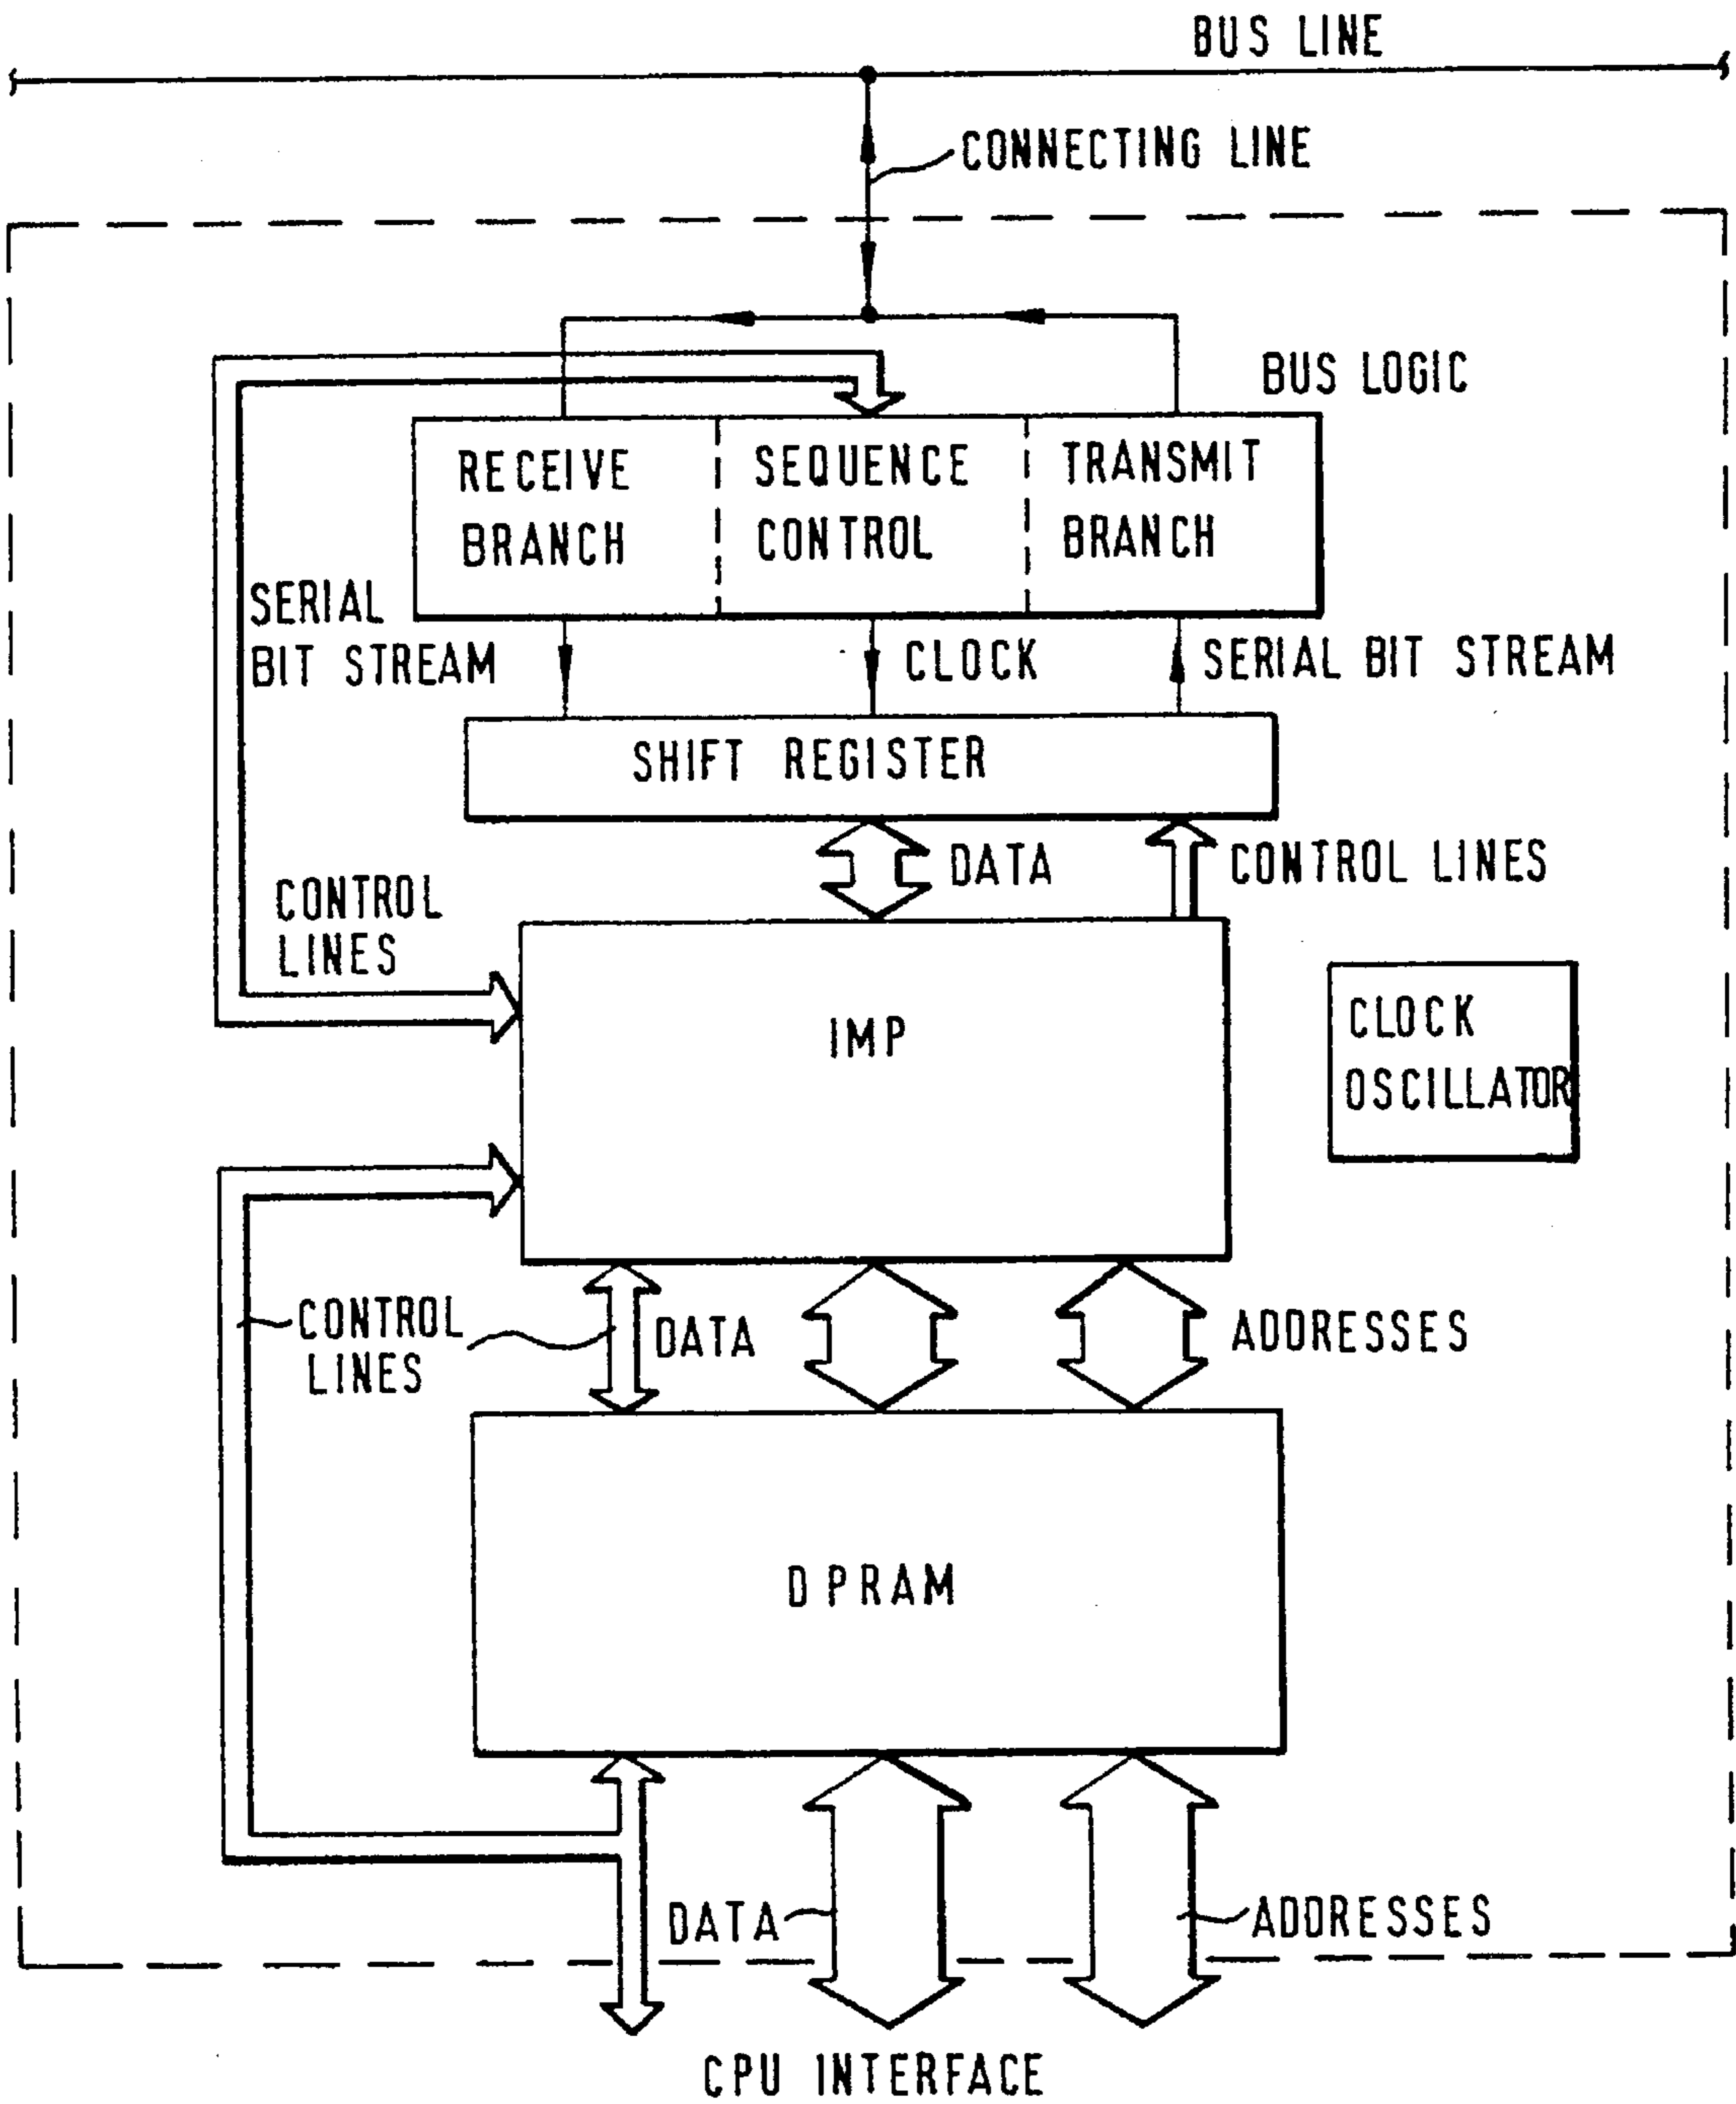 BUS LINE
CONNECTING LINE
BUS LOGIC
RECEIVE
BRANCH
SEQUENCE
CONTROL
TRANSMIT
BRANCH
SERIAL
BIT STREAM
CLOCK
SERIAL BIT STREAM
SHIFT REGISTER
DATA
CONTROL LINES
CONTROL
LINES
IMP
CLOCK
OSCILLATOR
CONTROL
LINES
DATA
ADDRESSES
DPRAM
DATA
ADDRESSES
CPU INTERFACE